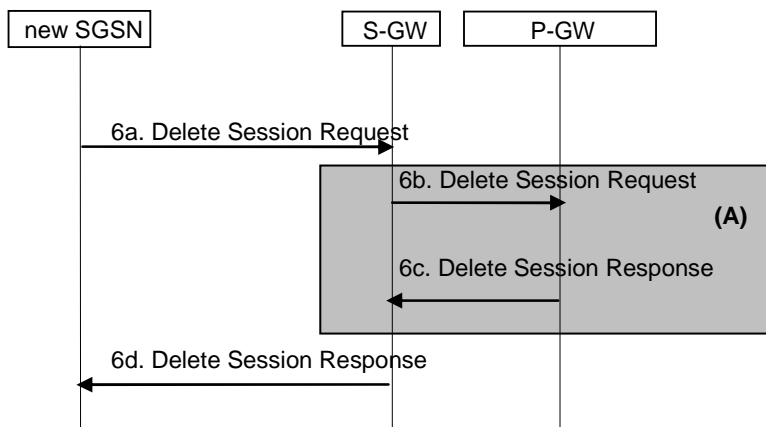 new SGSN
S-GW
P-GW
6a. Delete Session Request
6b. Delete Session Request
(A)
6c. Delete Session Response
6d. Delete Session Response